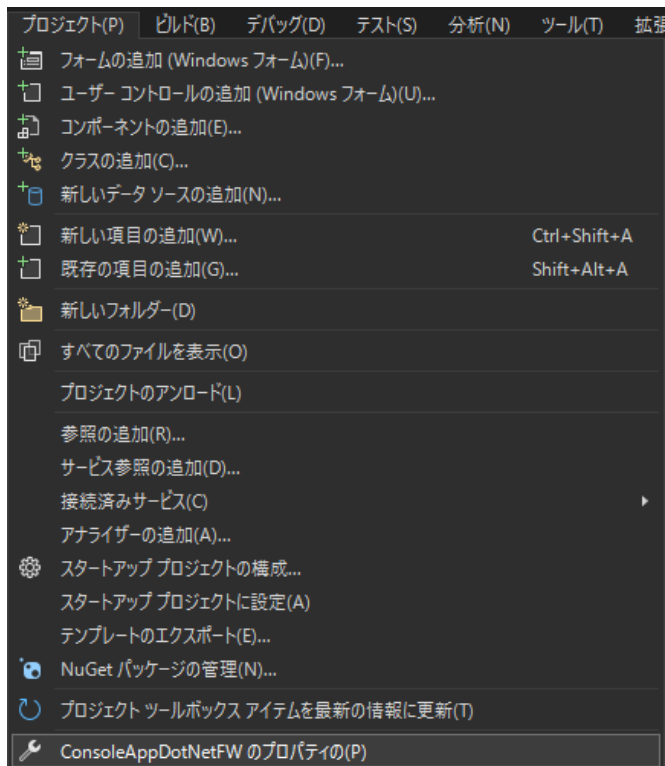 プロジェクト(P) ビルド(B) デバッグ(D) テスト(S) 分析(N) ツール(T) 拡張
フォームの追加 (Windows フォーム)(F)...
ユーザー コントロールの追加 (Windows フォーム)(U)...
コンポーネントの追加(E)...
クラスの追加(C)...
新しいデータ ソースの追加(N)...
新しい項目の追加(W)... Ctrl+Shift+A
既存の項目の追加(G)... Shift+Alt+A
新しいフォルダー(D)
すべてのファイルを表示(O)
プロジェクトのアンロード(L)
参照の追加(R)...
サービス参照の追加(D)...
接続済みサービス(C)
アナライザーの追加(A)...
スタートアップ プロジェクトの構成...
スタートアップ プロジェクトに設定(A)
テンプレートのエクスポート(E)...
NuGet パッケージの管理(N)...
プロジェクト ツールボックス アイテムを最新の情報に更新(T)
ConsoleAppDotNetFW のプロパティの(P)